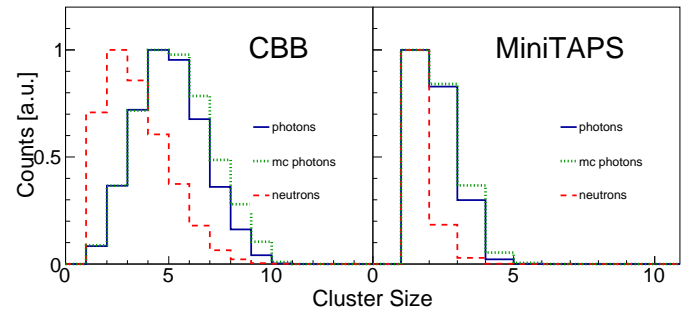 CBB
MiniTAPS
Counts [a.u.]
1
0.5
0
photons
mc photons
neutrons
photons
mc photons
neutrons
0
5
10
0
5
10
Cluster Size